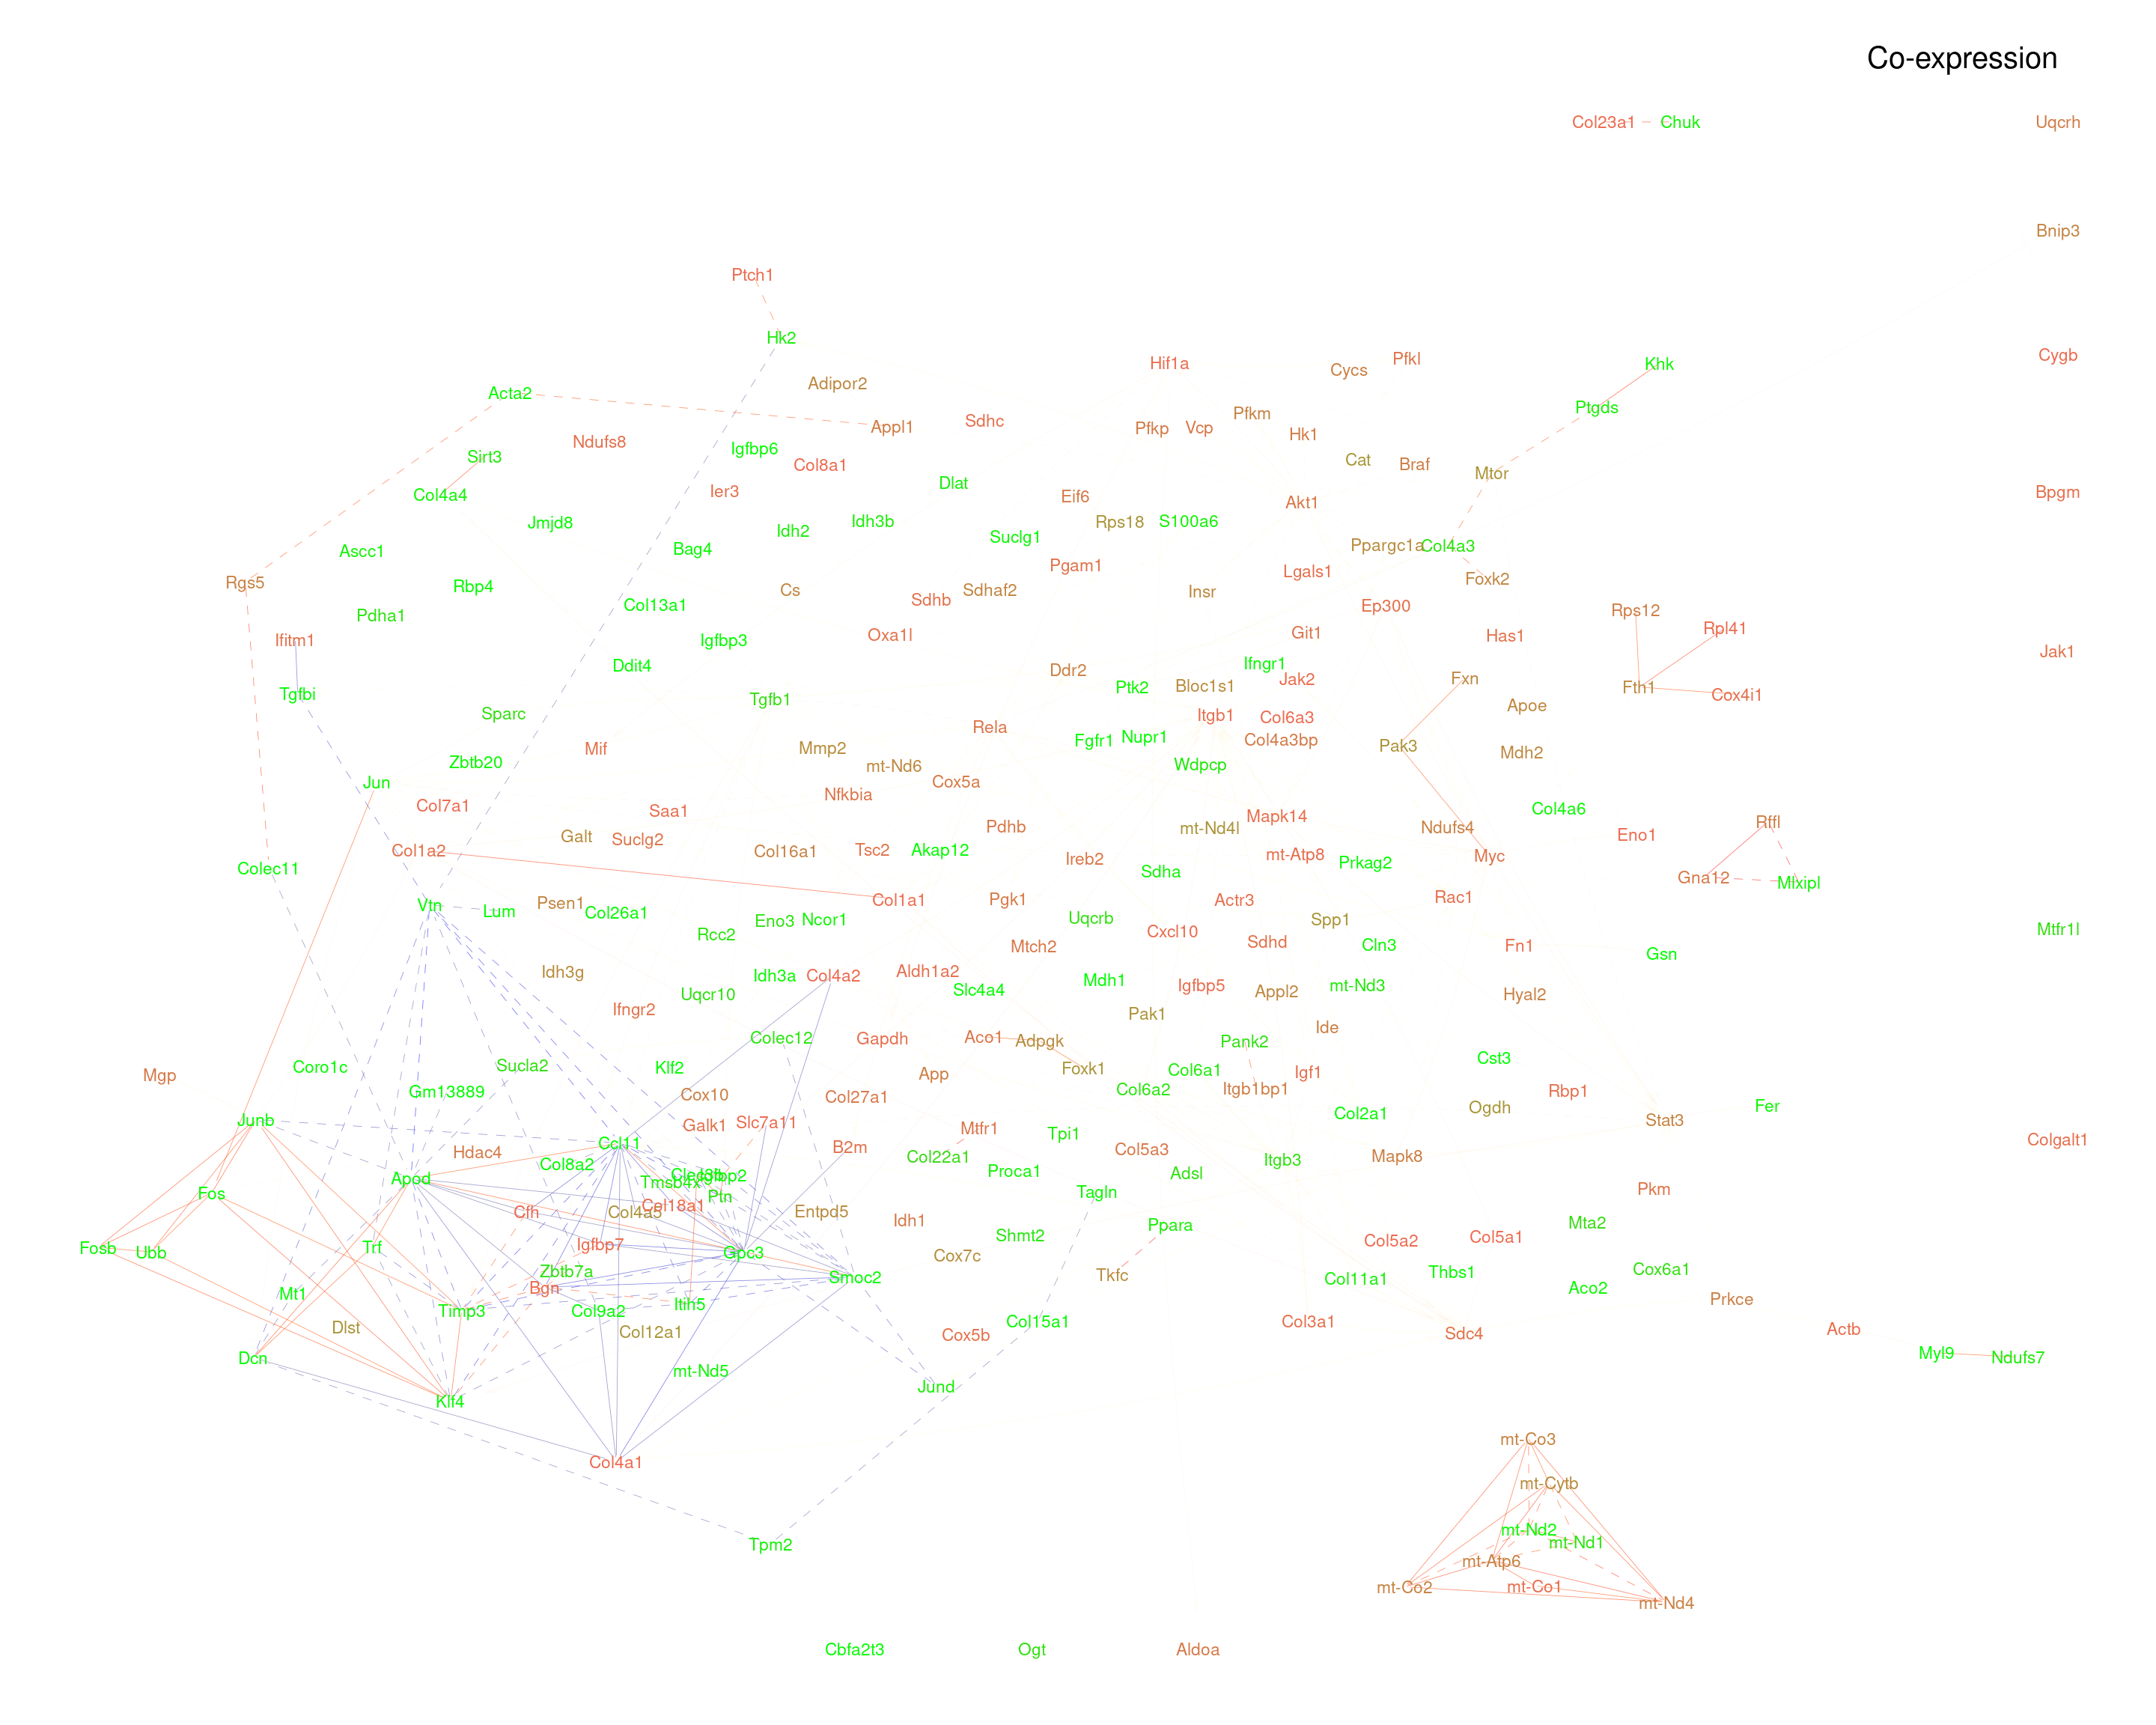 Co-expression
Col23a1
Chuk
Uqcrh
Bnip3
Ptch1
Hk2
Hif1a
Cycs
Pfkl
Khk
Cygb
Adipor2
Acta2
Appl1
Sdhc
Pfkp
Vcp
Pfkm
Hk1
Ptgds
Ndufs8
Igfbp6
Sirt3
Col8a1
Cat
Braf
Mtor
Col4a4
Ier3
Dlat
Eif6
Akt1
Bpgm
Jmjd8
Idh2
Idh3b
Rps18
S100a6
Suclg1
Ascc1
Bag4
Ppargc1a
Col4a3
Pgam1
Lgals1
Foxk2
Rgs5
Rbp4
Cs
Sdhaf2
Insr
Pdha1
Col13a1
Sdhb
Ep300
Rps12
Ifitm1
Igfbp3
Oxa1l
Git1
Has1
Rpl41
Jak1
Ddit4
Ddr2
Ifngr1
Tgfbi
Tgfb1
Ptk2
Bloc1s1
Jak2
Fxn
Fth1
Cox4i1
Sparc
Rela
Itgb1
Col6a3
Apoe
Mif
Mmp2
Fgfr1
Nupr1
Col4a3bp
Pak3
Mdh2
Zbtb20
mt-Nd6
Wdpcp
Jun
Cox5a
Col7a1
Saa1
Nfkbia
Mapk14
Col4a6
Galt
Suclg2
Pdhb
mt-Nd4l
Ndufs4
Eno1
Rffl
Col1a2
Col16a1
Tsc2
Akap12
Ireb2
mt-Atp8
Prkag2
Myc
Colec11
Sdha
Gna12
Mlxipl
Vtn
Lum
Psen1
Col26a1
Col1a1
Pgk1
Actr3
Rac1
Rcc2
Eno3
Ncor1
Uqcrb
Spp1
Mtfr1l
Mtch2
Cxcl10
Sdhd
Cln3
Fn1
Gsn
Idh3g
Idh3a
Col4a2
Aldh1a2
Slc4a4
Mdh1
Igfbp5
Appl2
mt-Nd3
Hyal2
Uqcr10
Ifngr2
Pak1
Ide
Colec12
Gapdh
Aco1
Adpgk
Pank2
Cst3
Mgp
Coro1c
Sucla2
Klf2
App
Foxk1
Col6a1
Igf1
Gm13889
Cox10
Col27a1
Col6a2
Itgb1bp1
Rbp1
Junb
Galk1
Slc7a11
Mtfr1
Tpi1
Col2a1
Ogdh
Stat3
Fer
Hdac4
Ccl11
B2m
Col22a1
Col5a3
Itgb3
Mapk8
Colgalt1
Apod
Col8a2
Tmsb4x
Proca1
Adsl
Fos
Ptn
Tagln
Pkm
Cfh
Col4a5
Col18a1
Entpd5
Idh1
Shmt2
Ppara
Mta2
Fosb
Ubb
Trf
Igfbp7
Gpc3
Cox7c
Col5a2
Col5a1
Zbtb7a
Bgn
Smoc2
Tkfc
Col11a1
Thbs1
Aco2
Cox6a1
Mt1
Timp3
Col9a2
Itih5
Prkce
Dlst
Col12a1
Cox5b
Col15a1
Col3a1
Sdc4
Actb
Dcn
mt-Nd5
Myl9
Ndufs7
Klf4
Jund
Col4a1
mt-Co3
mt-Cytb
Tpm2
mt-Nd2
mt-Nd1
mt-Atp6
mt-Co2
mt-Co1
mt-Nd4
Cbfa2t3
Ogt
Aldoa